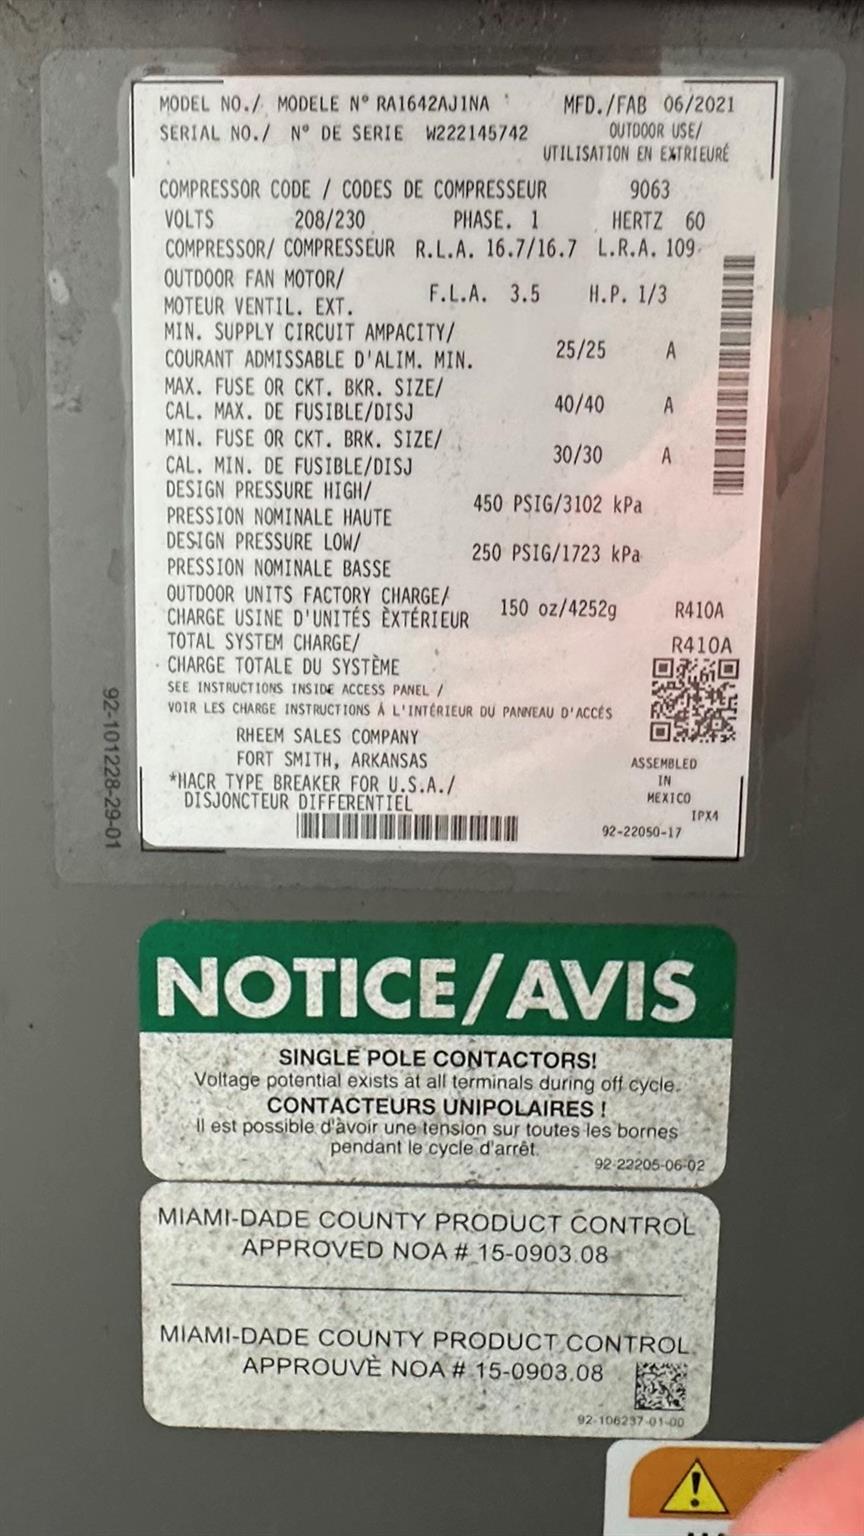 MODEL NO./ MODELE N° RA1642AJ1NA MFD./FAB 06/2021
SERIAL NO./ N° DE SERIE W222145742 OUTDOOR USE/
UTILISATION EN EXTRIEURÉ
COMPRESSOR CODE / CODES DE COMPRESSEUR 9063
VOLTS 208/230 PHASE. 1 HERTZ 60
COMPRESSOR/ COMPRESSEUR R.L.A. 16.7/16.7 L.R.A. 109
OUTDOOR FAN MOTOR/
MOTEUR VENTIL. EXT. F.L.A. 3.5 H.P. 1/3
MIN. SUPPLY CIRCUIT AMPACITY/
COURANT ADMISSABLE D'ALIM. MIN. 25/25 A
MAX. FUSE OR CKT. BKR. SIZE/
CAL. MAX. DE FUSIBLE/DISJ 40/40 A
MIN. FUSE OR CKT. BRK. SIZE/
CAL. MIN. DE FUSIBLE/DISJ 30/30 A
DESIGN PRESSURE HIGH/
PRESSION NOMINALE HAUTE 450 PSIG/3102 kPa
DESIGN PRESSURE LOW/
PRESSION NOMINALE BASSE 250 PSIG/1723 kPa
OUTDOOR UNITS FACTORY CHARGE/
CHARGE USINE D'UNITÉS ÈXTÉRIEUR 150 oz/4252g R410A
TOTAL SYSTEM CHARGE/ R410A
CHARGE TOTALE DU SYSTÈME
SEE INSTRUCTIONS INSIDE ACCESS PANEL /
VOIR LES CHARGE INSTRUCTIONS Á L'INTÉRIEUR DU PANNEAU D'ACCÉS
RHEEM SALES COMPANY
FORT SMITH, ARKANSAS
*HACR TYPE BREAKER FOR U.S.A./
DISJONCTEUR DIFFERENTIEL
ASSEMBLED
IN
MEXICO
IPX4
92-22050-17
92-101228-29-01
NOTICE/AVIS
SINGLE POLE CONTACTORS!
Voltage potential exists at all terminals during off cycle.
CONTACTEURS UNIPOLAIRES !
Il est possible d'avoir une tension sur toutes les bornes
pendant le cycle d'arrêt.
92-22205-06-02
MIAMI-DADE COUNTY PRODUCT CONTROL
APPROVED NOA # 15-0903.08
MIAMI-DADE COUNTY PRODUCT CONTROL
APPROUVÈ NOA # 15-0903.08
92-106237-01-00